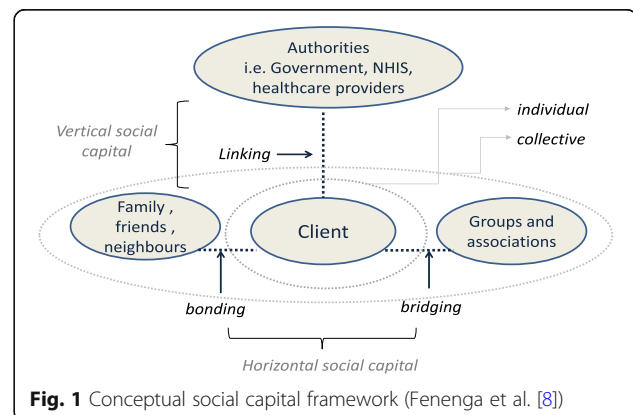 Authorities
i.e. Government, NHIS,
healthcare providers
individual
Vertical social
capital
collective
Linking
Family ,
friends ,
neighbours
Client
Groups and
associations
bonding
bridging
Horizontal social capital
Fig. 1 Conceptual social capital framework (Fenenga et al. [8])